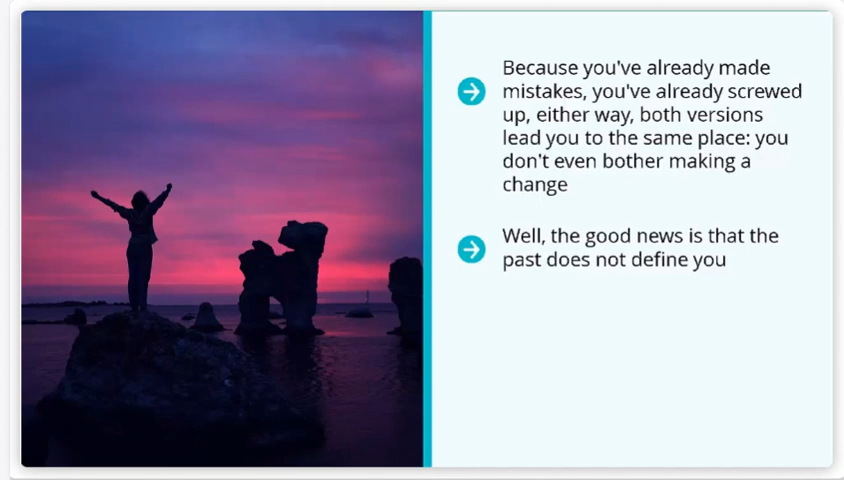 Because you've already made
mistakes, you've already screwed
up, either way, both versions
lead you to the same place: you
don't even bother making a
change
Well, the good news is that the
past does not define you